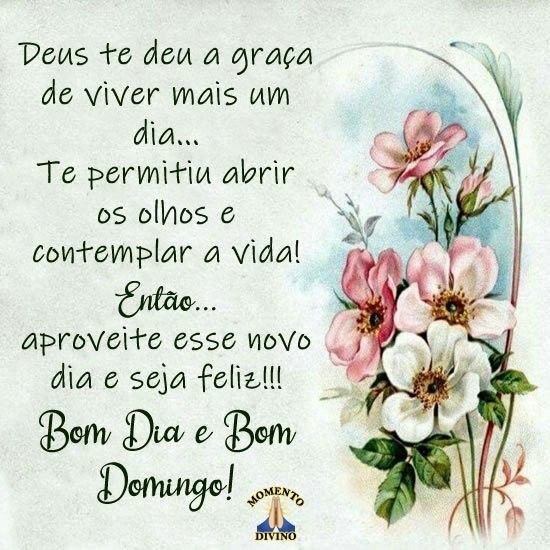 Deus te deu a graça
de viver mais um
dia...
Te permitiu abrir
os olhos e
contemplar a vida!
Então...
aproveite esse novo
dia e seja feliz!!!
Bom Dia e Bom
Domingo!
MOMENTO
DIVINO